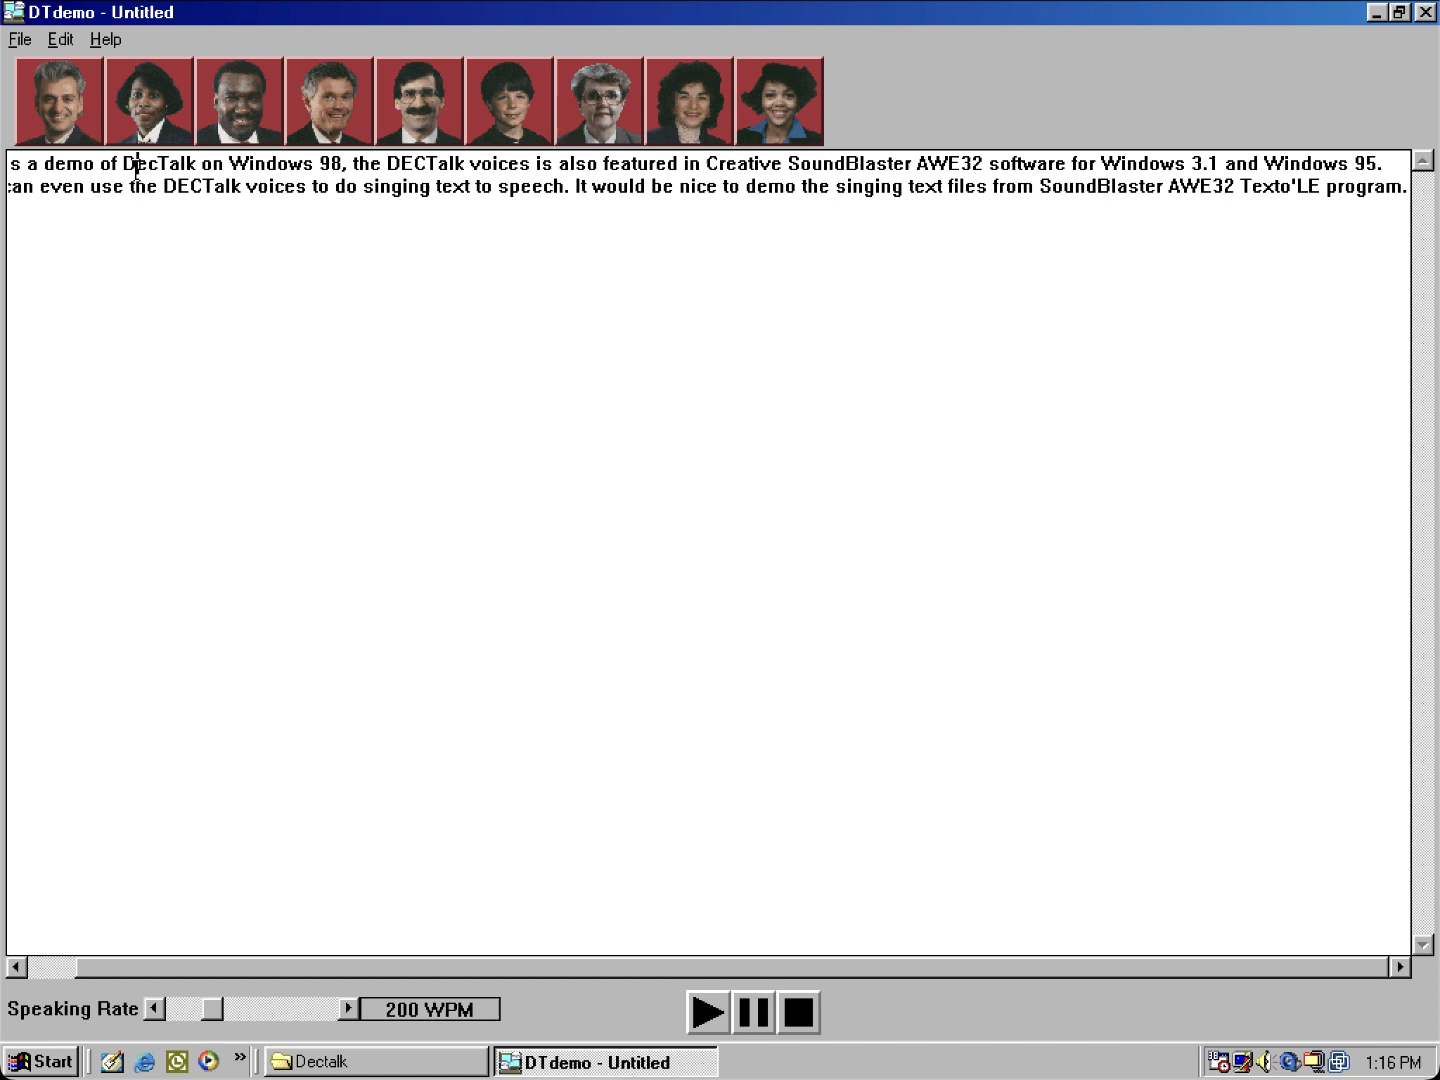 DTdemo - Untitled
File Edit Help
s a demo of DecTalk on Windows 98, the DECTalk voices is also featured in Creative SoundBlaster AWE32 software for Windows 3.1 and Windows 95.
can even use the DECTalk voices to do singing text to speech. It would be nice to demo the singing text files from SoundBlaster AWE32 Texto'LE program.
Speaking Rate 200 WPM
Start » Dectalk DTdemo - Untitled 1:16 PM